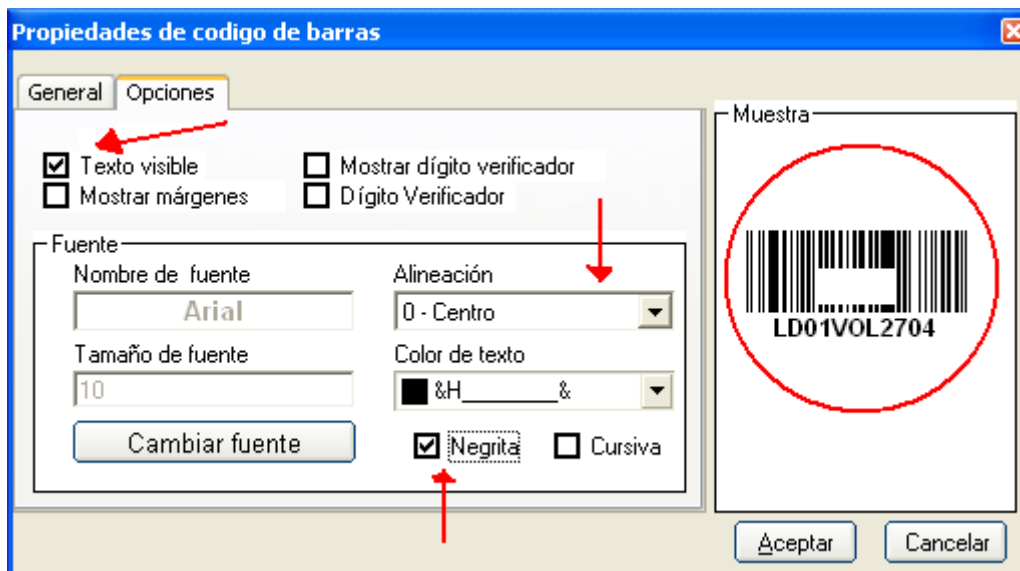 Propiedades de codigo de barras
General Opciones
Texto visible Mostrar dígito verificador
Mostrar márgenes Dígito Verificador
Fuente
Nombre de fuente Alineación
Arial 0 - Centro
Tamaño de fuente Color de texto
10 &H________&
Cambiar fuente Negrita Cursiva
Muestra
LD01VOL2704
Aceptar Cancelar